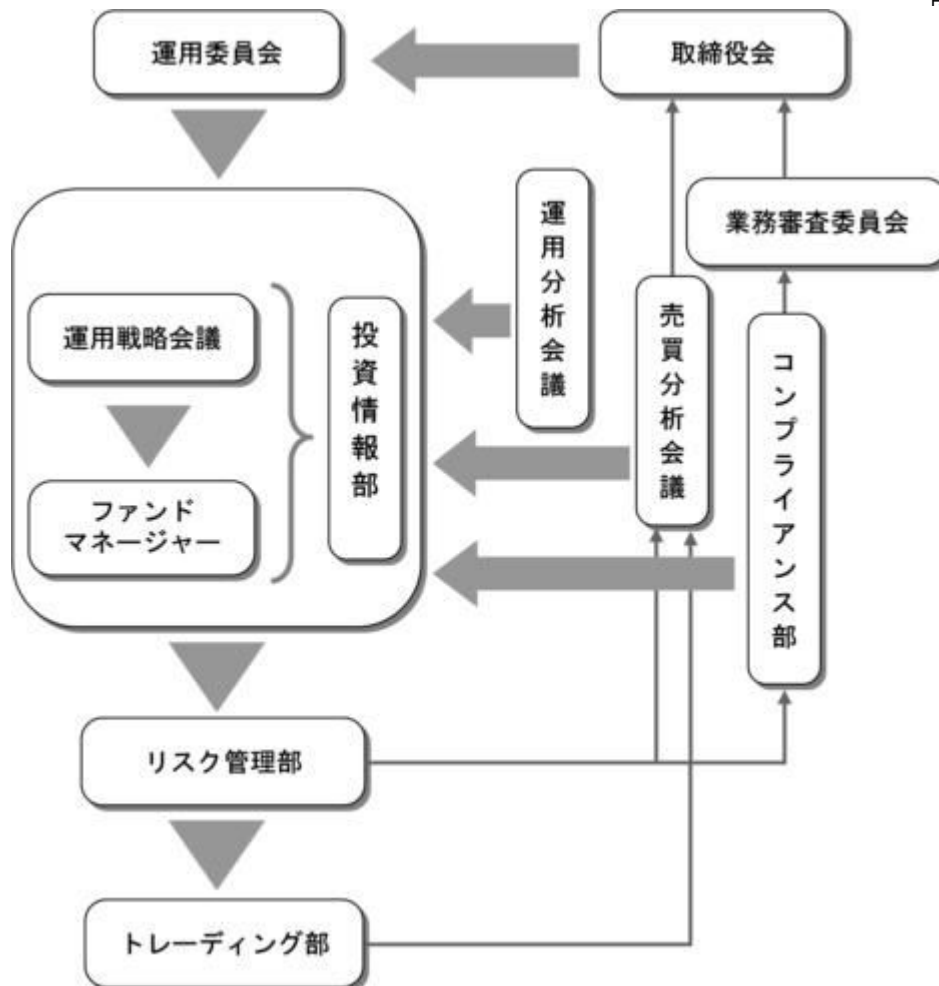 運用委員会
取締役会
運用分析会議
業務審査委員会
運用戦略会議
投資情報部
売買分析会議
コンプライアンス部
ファンド
マネージャー
リスク管理部
トレーディング部